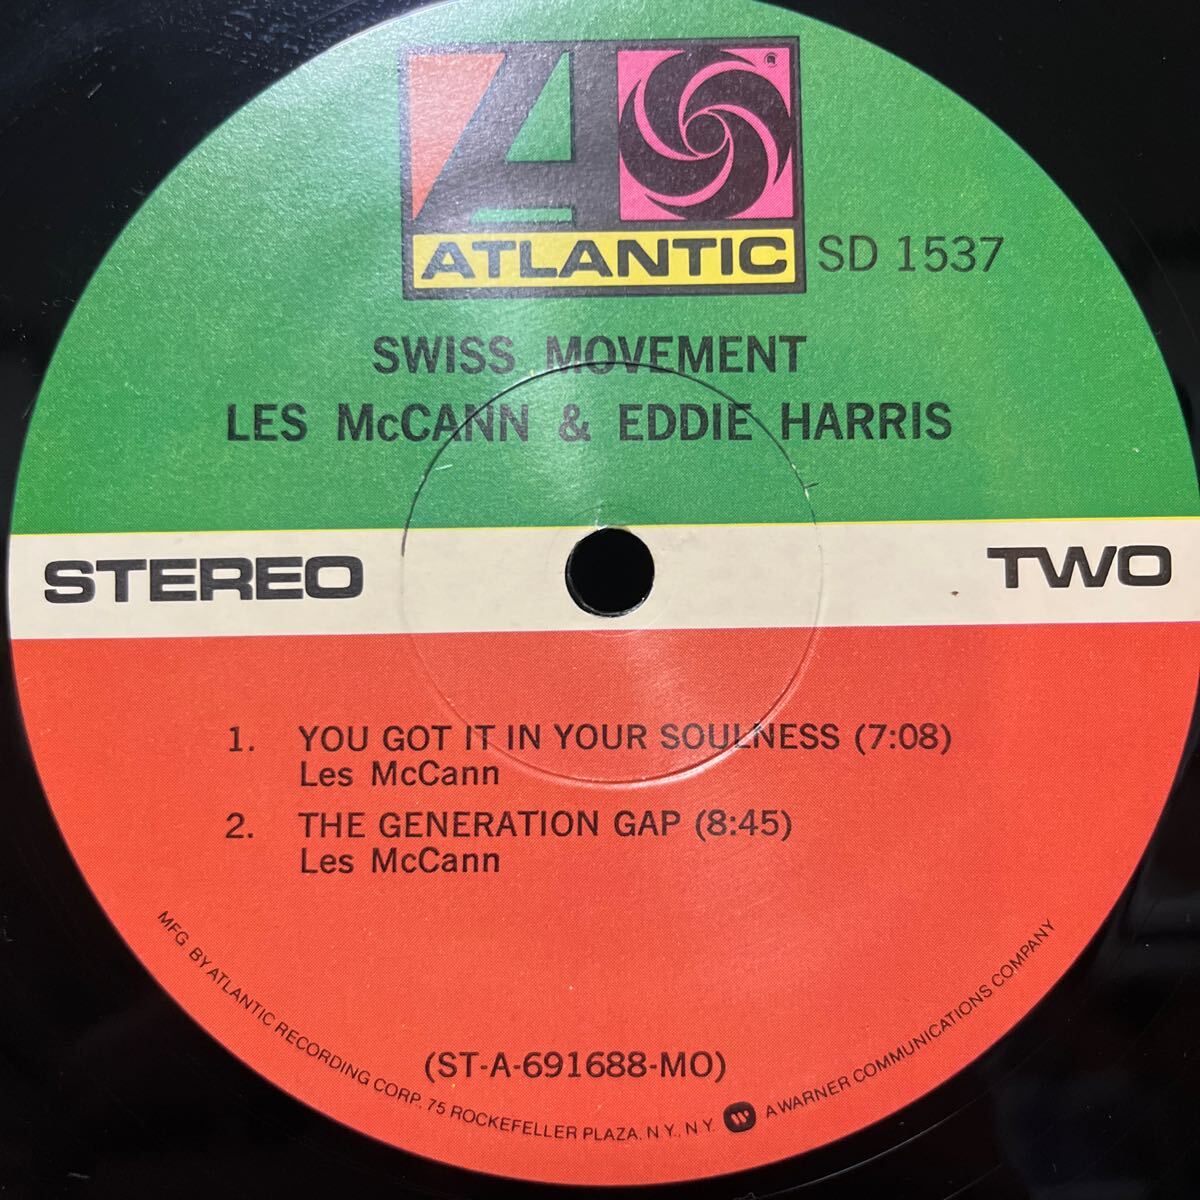 ATLANTIC
SD 1537
SWISS MOVEMENT
LES McCANN & EDDIE HARRIS
STEREO
TWO
1. YOU GOT IT IN YOUR SOULNESS (7:08)
Les McCann
2. THE GENERATION GAP (8:45)
Les McCann
(ST-A-691688-MO)
MFG. BY ATLANTIC RECORDING CORP. 75 ROCKEFELLER PLAZA, N.Y., N.Y. W A WARNER COMMUNICATIONS COMPANY